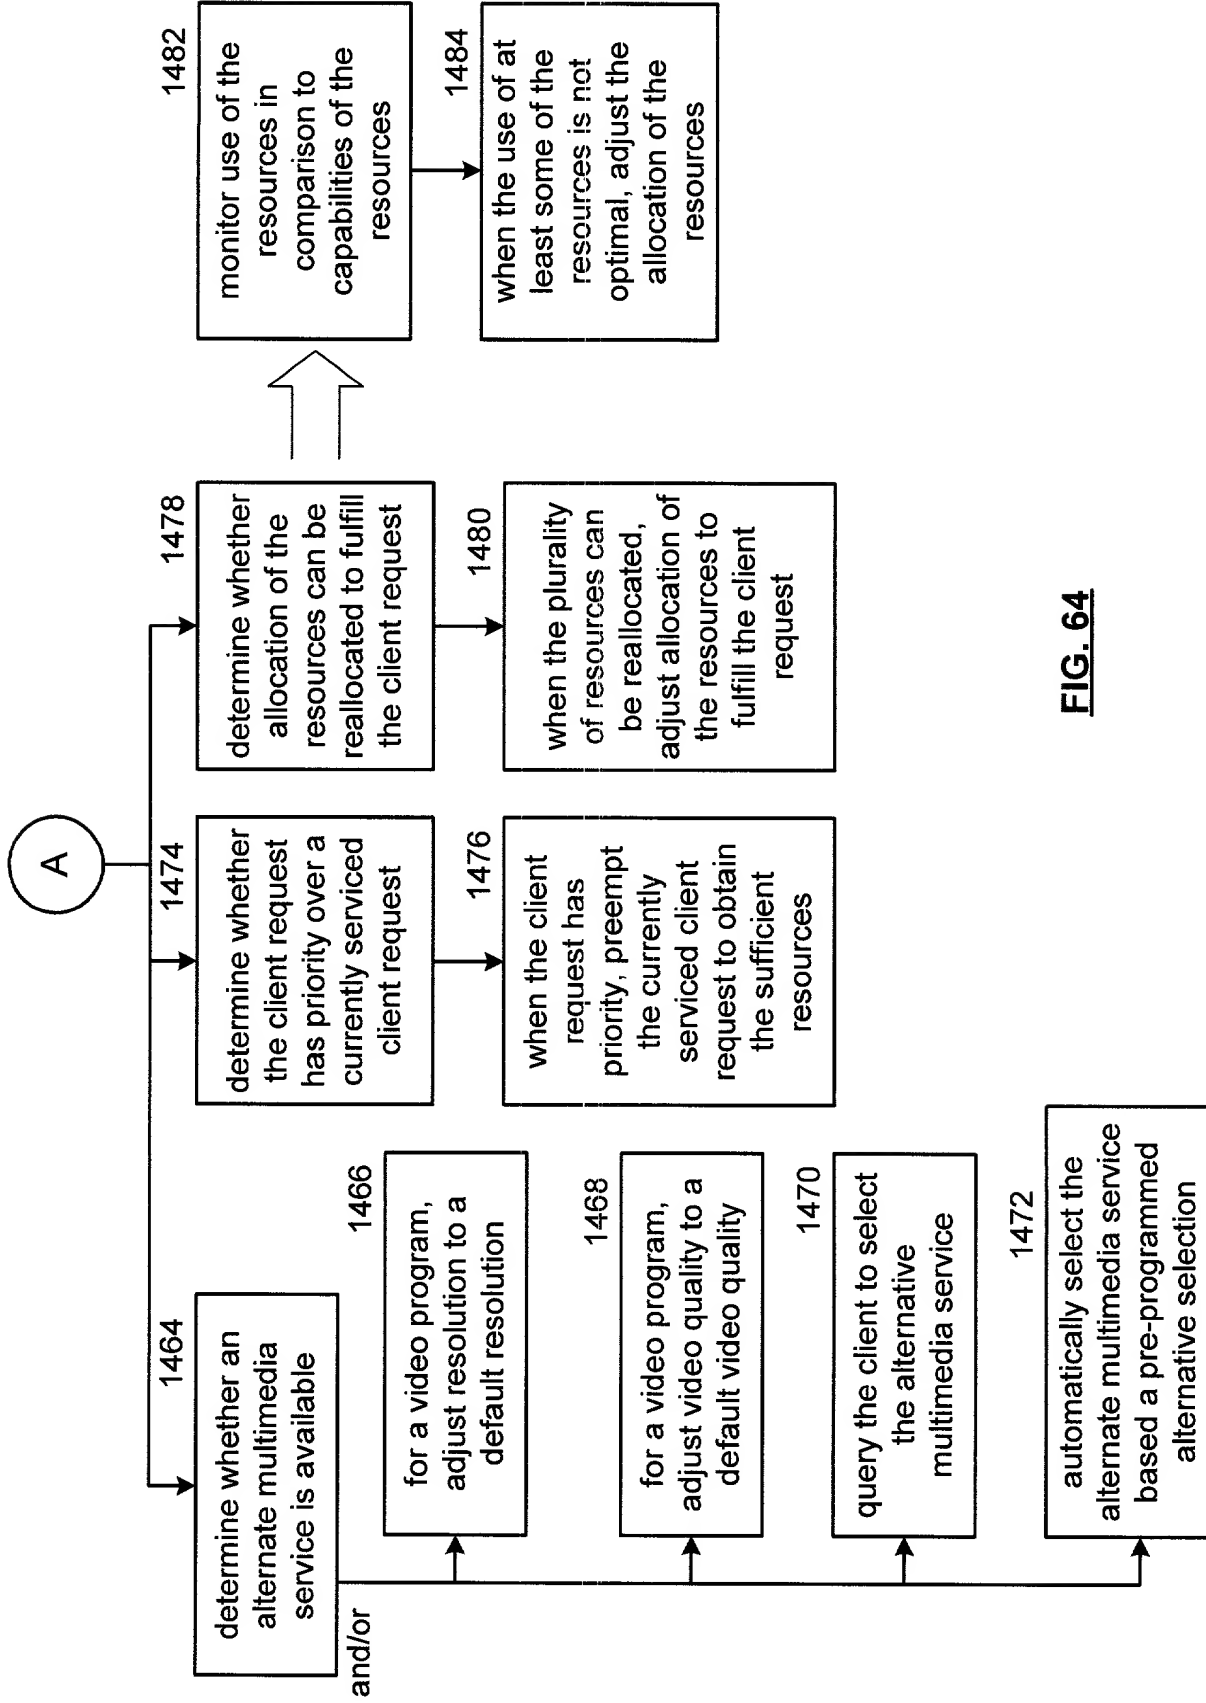 A
1464
determine whether an
alternate multimedia
service is available
and/or
1466
for a video program,
adjust resolution to a
default resolution
1468
for a video program,
adjust video quality to a
default video quality
1470
query the client to select
the alternative
multimedia service
1472
automatically select the
alternate multimedia service
based a pre-programmed
alternative selection
1474
determine whether
the client request
has priority over a
currently serviced
client request
1476
when the client
request has
priority, preempt
the currently
serviced client
request to obtain
the sufficient
resources
1478
determine whether
allocation of the
resources can be
reallocated to fulfill
the client request
1480
when the plurality
of resources can
be reallocated,
adjust allocation of
the resources to
fulfill the client
request
1482
monitor use of the
resources in
comparison to
capabilities of the
resources
1484
when the use of at
least some of the
resources is not
optimal, adjust the
allocation of the
resources
FIG. 64